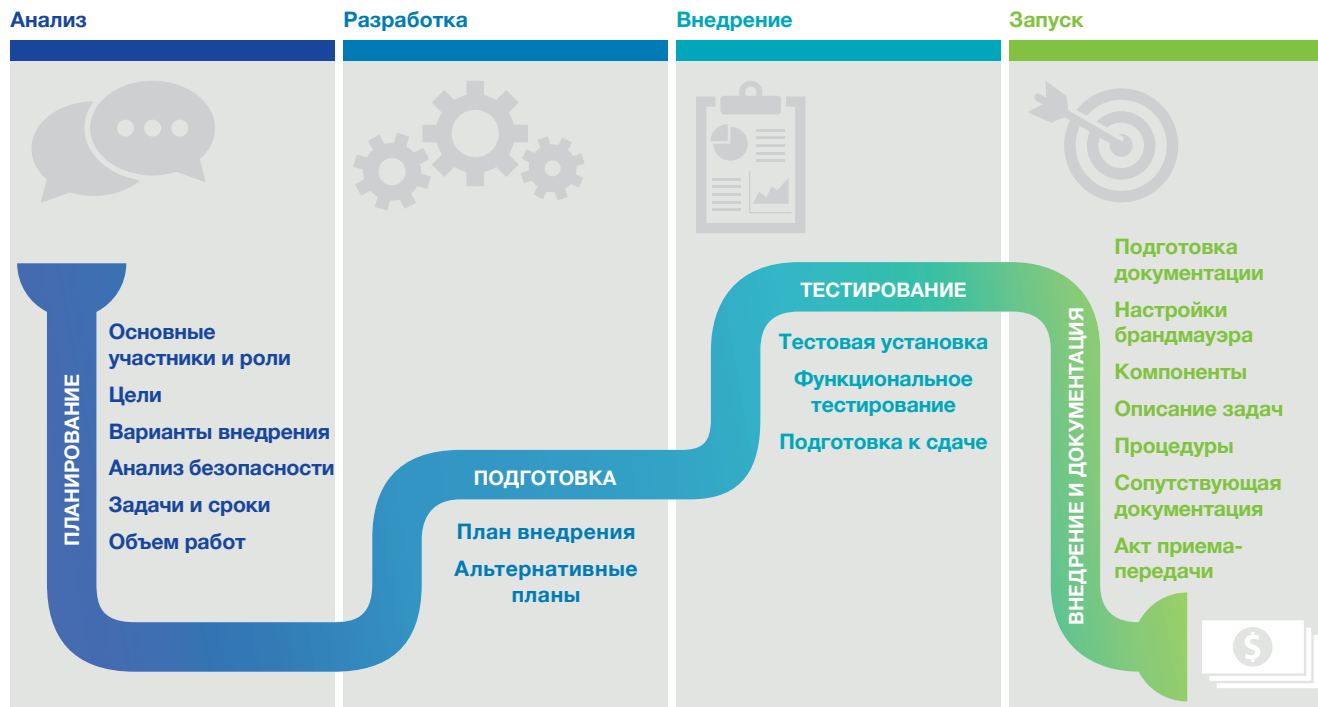 Анализ
ПЛАНИРОВАНИЕ
Основные
участники и роли
Цели
Варианты внедрения
Анализ безопасности
Задачи и сроки
Объем работ
Разработка
ПОДГОТОВКА
План внедрения
Альтернативные
планы
Внедрение
ТЕСТИРОВАНИЕ
Тестовая установка
Функциональное
тестирование
Подготовка к сдаче
Запуск
ВНЕДРЕНИЕ И ДОКУМЕНТАЦИЯ
Подготовка
документации
Настройки
брандмауэра
Компоненты
Описание задач
Процедуры
Сопутствующая
документация
Акт приема-
передачи
$